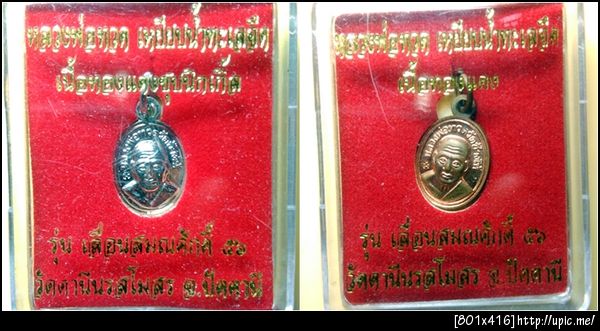 หลวงพ่อทวด เหยียบน้ำทะเลจืด
เนื้อทองแดงชุบนิกเกิ้ล
รุ่น เลื่อนสมณศักดิ์ ๕๖
วัดตานีนรสโมสร จ.ปัตตานี
หลวงพ่อทวด เหยียบน้ำทะเลจืด
เนื้อทองแดง
รุ่น เลื่อนสมณศักดิ์ ๕๖
วัดตานีนรสโมสร จ.ปัตตานี
[801x416]http://upic.me/